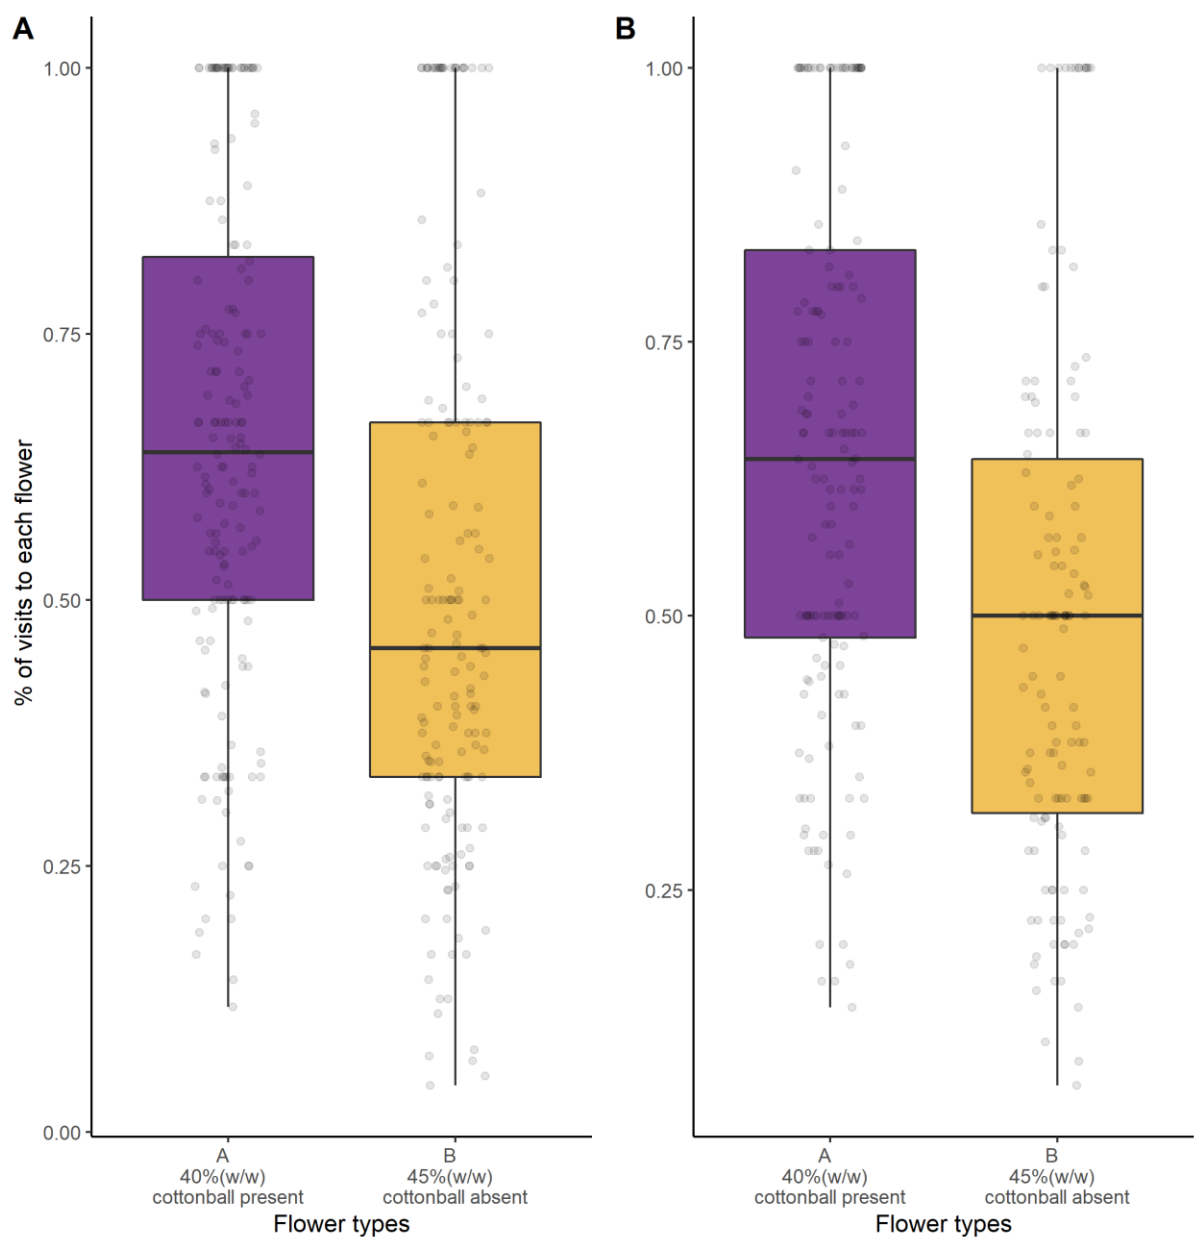 A
B
% of visits to each flower
1.00
0.75
0.50
0.25
0.00
A
40%(w/w)
cottonball present
B
45%(w/w)
cottonball absent
Flower types
1.00
0.75
0.50
0.25
A
40%(w/w)
cottonball present
B
45%(w/w)
cottonball absent
Flower types